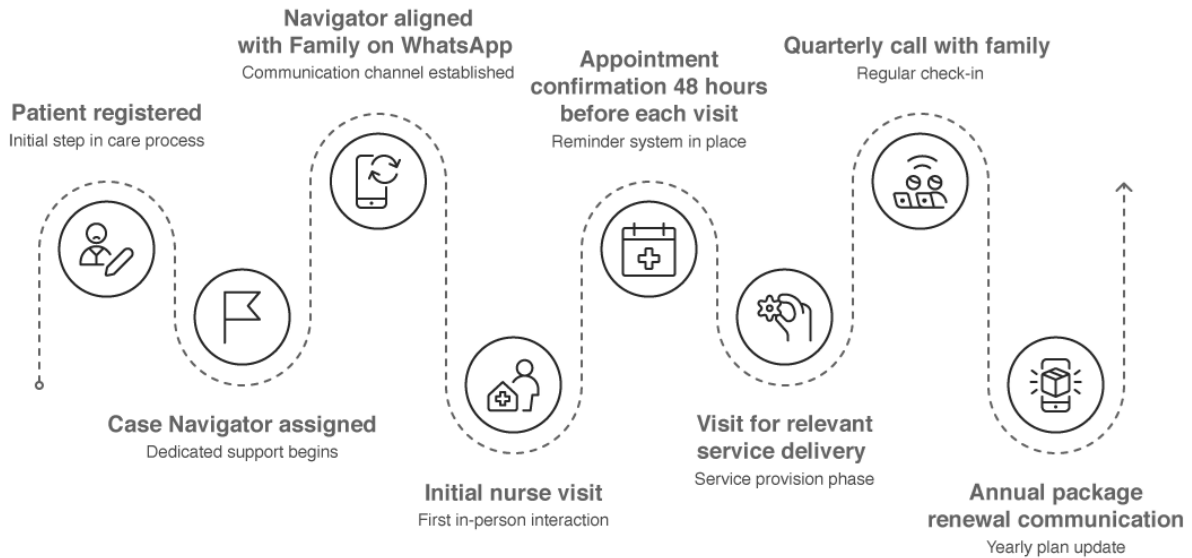 Patient registered
Initial step in care process
Case Navigator assigned
Dedicated support begins
Navigator aligned
with Family on WhatsApp
Communication channel established
Initial nurse visit
First in-person interaction
Appointment
confirmation 48 hours
before each visit
Reminder system in place
Visit for relevant
service delivery
Service provision phase
Quarterly call with family
Regular check-in
Annual package
renewal communication
Yearly plan update